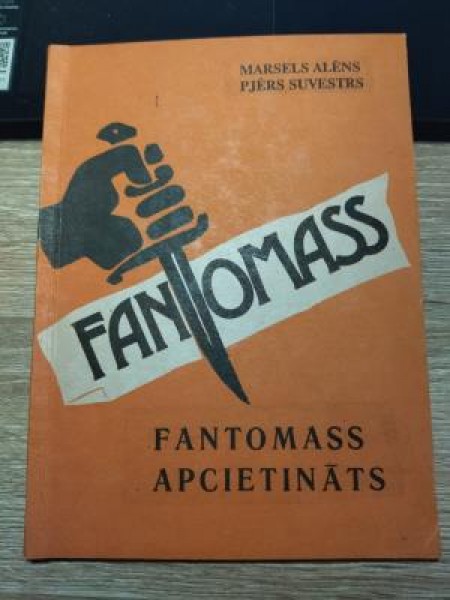 MARSELS ALĒNS
PJĒRS SUVESTRS
FANTOMASS
FANTOMASS
APCIETINĀTS